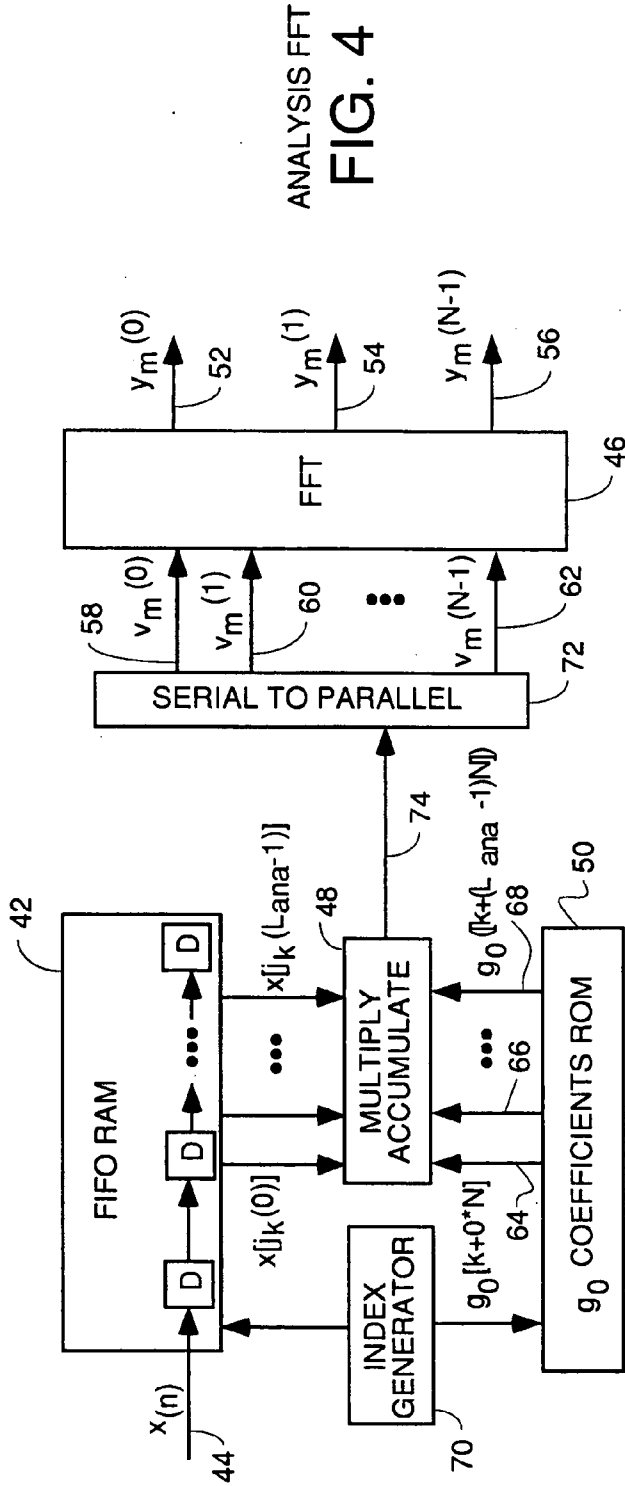 42
FIFO RAM
x(n)
44
D
D
•••
D
x[jk(0)]
•••
x[jk(Lana-1)]
48
INDEX
GENERATOR
70
MULTIPLY
ACCUMULATE
74
g0[k+0*N]
64
66
•••
68
g0([k+(L ana -1)N])
g0 COEFFICIENTS ROM
50
SERIAL TO PARALLEL
72
58
vm(0)
vm(1)
60
•••
vm(N-1)
62
FFT
46
ym(0)
52
ym(1)
54
ym(N-1)
56
ANALYSIS FFT
FIG. 4